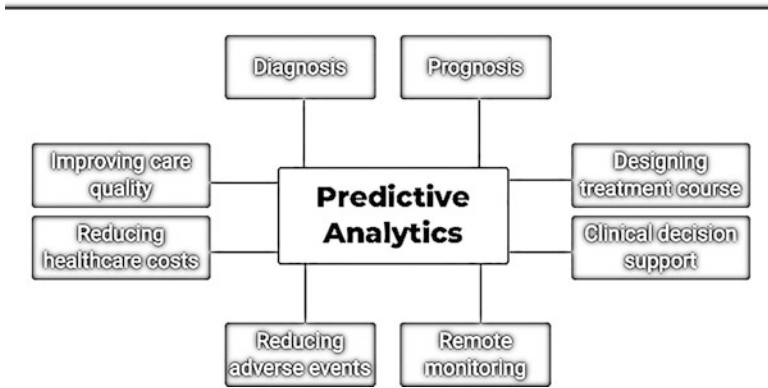 Diagnosis
Prognosis
Improving care
quality
Designing
treatment course
Predictive
Analytics
Reducing
healthcare costs
Clinical decision
support
Reducing
adverse events
Remote
monitoring